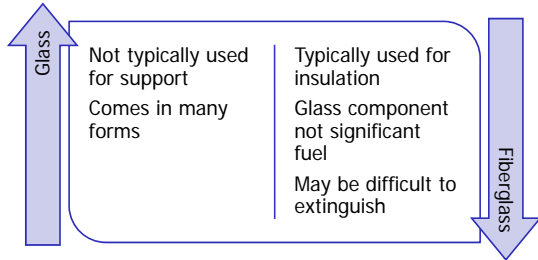 Glass
Not typically used
for support
Comes in many
forms
Typically used for
insulation
Glass component
not significant
fuel
May be difficult to
extinguish
Fiberglass